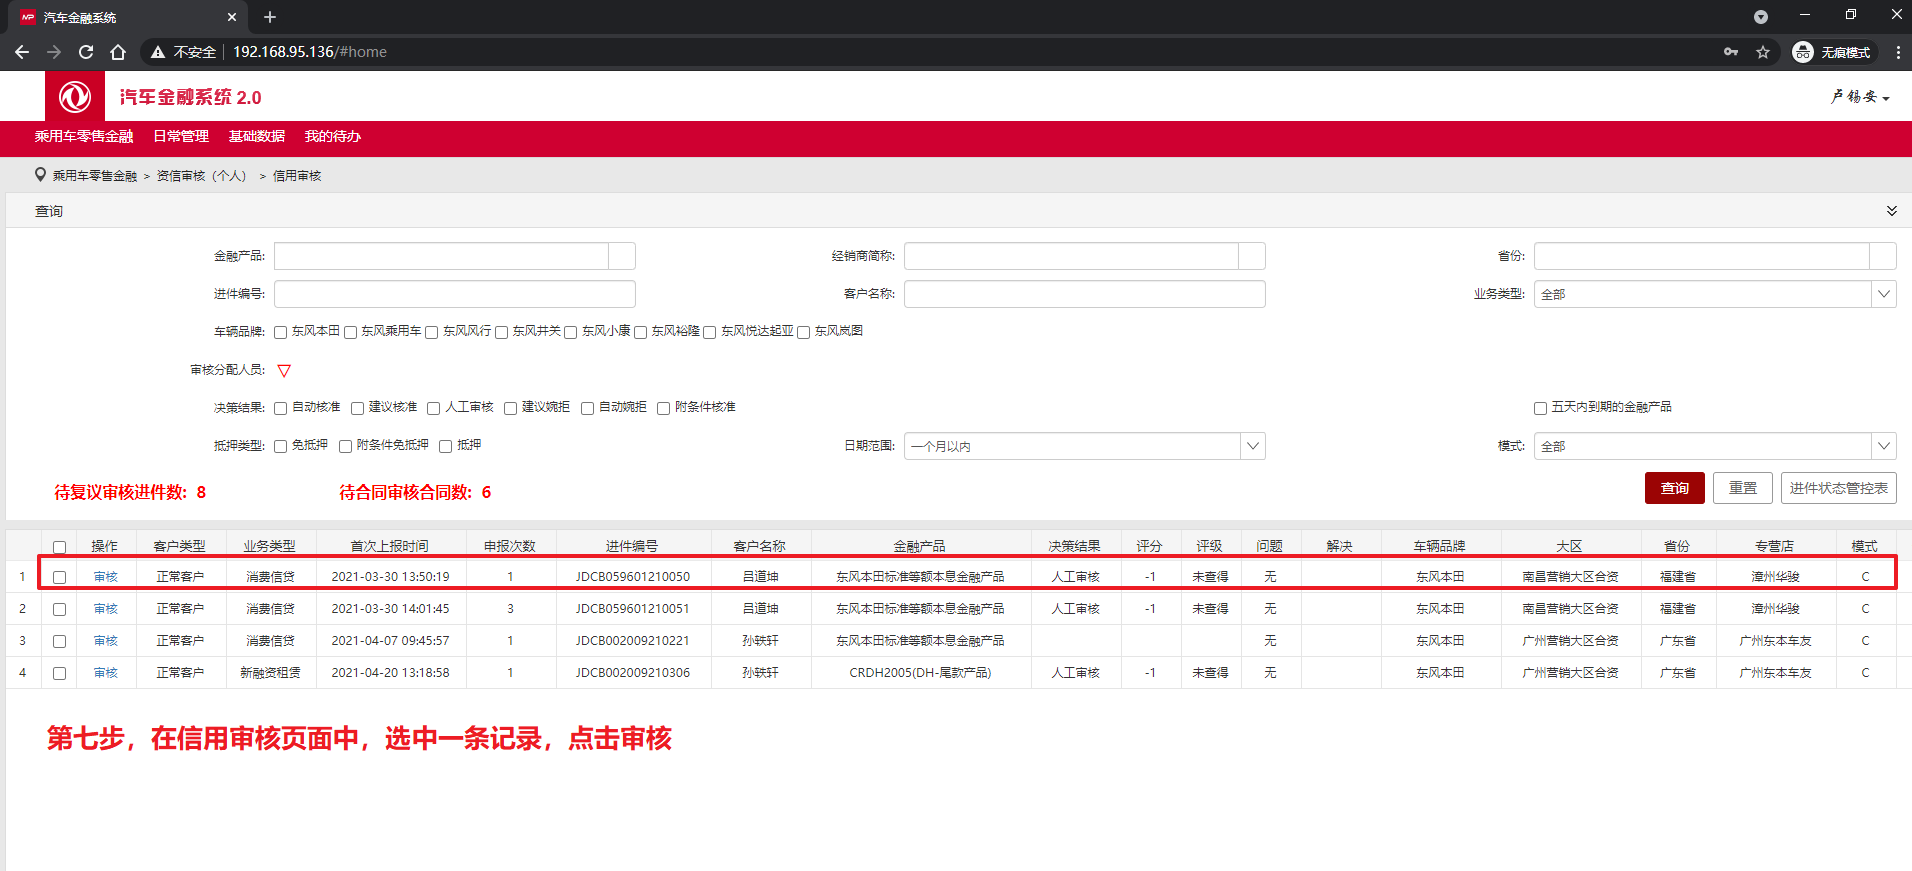 汽车金融系统
不安全 192.168.95.136/#home 无痕模式
汽车金融系统 2.0 卢锡安
乘用车零售金融 日常管理 基础数据 我的待办
乘用车零售金融 > 资信审核（个人） > 信用审核
查询
金融产品: 经销商简称: 省份:
进件编号: 客户名称: 业务类型: 全部
车辆品牌: 东风本田 东风乘用车 东风风行 东风井关 东风小康 东风裕隆 东风悦达起亚 东风岚图
审核分配人员:
决策结果: 自动核准 建议核准 人工审核 建议婉拒 自动婉拒 附条件核准 五天内到期的金融产品
抵押类型: 免抵押 附条件免抵押 抵押 日期范围: 一个月以内 模式: 全部
待复议审核进件数: 8 待合同审核合同数: 6 查询 重置 进件状态管控表
操作 客户类型 业务类型 首次上报时间 申报次数 进件编号 客户名称 金融产品 决策结果 评分 评级 问题 解决 车辆品牌 大区 省份 专营店 模式
1 审核 正常客户 消费信贷 2021-03-30 13:50:19 1 JDCB059601210050 吕道坤 东风本田标准等额本息金融产品 人工审核 -1 未查得 无 东风本田 南昌营销大区合资 福建省 漳州华骏 C
2 审核 正常客户 消费信贷 2021-03-30 14:01:45 3 JDCB059601210051 吕道坤 东风本田标准等额本息金融产品 人工审核 -1 未查得 无 东风本田 南昌营销大区合资 福建省 漳州华骏 C
3 审核 正常客户 消费信贷 2021-04-07 09:45:57 1 JDCB002009210221 孙轶轩 东风本田标准等额本息金融产品 无 东风本田 广州营销大区合资 广东省 广州东本车友 C
4 审核 正常客户 新融资租赁 2021-04-20 13:18:58 1 JDCB002009210306 孙轶轩 CRDH2005(DH-尾款产品) 人工审核 -1 未查得 无 东风本田 广州营销大区合资 广东省 广州东本车友 C
第七步，在信用审核页面中，选中一条记录，点击审核